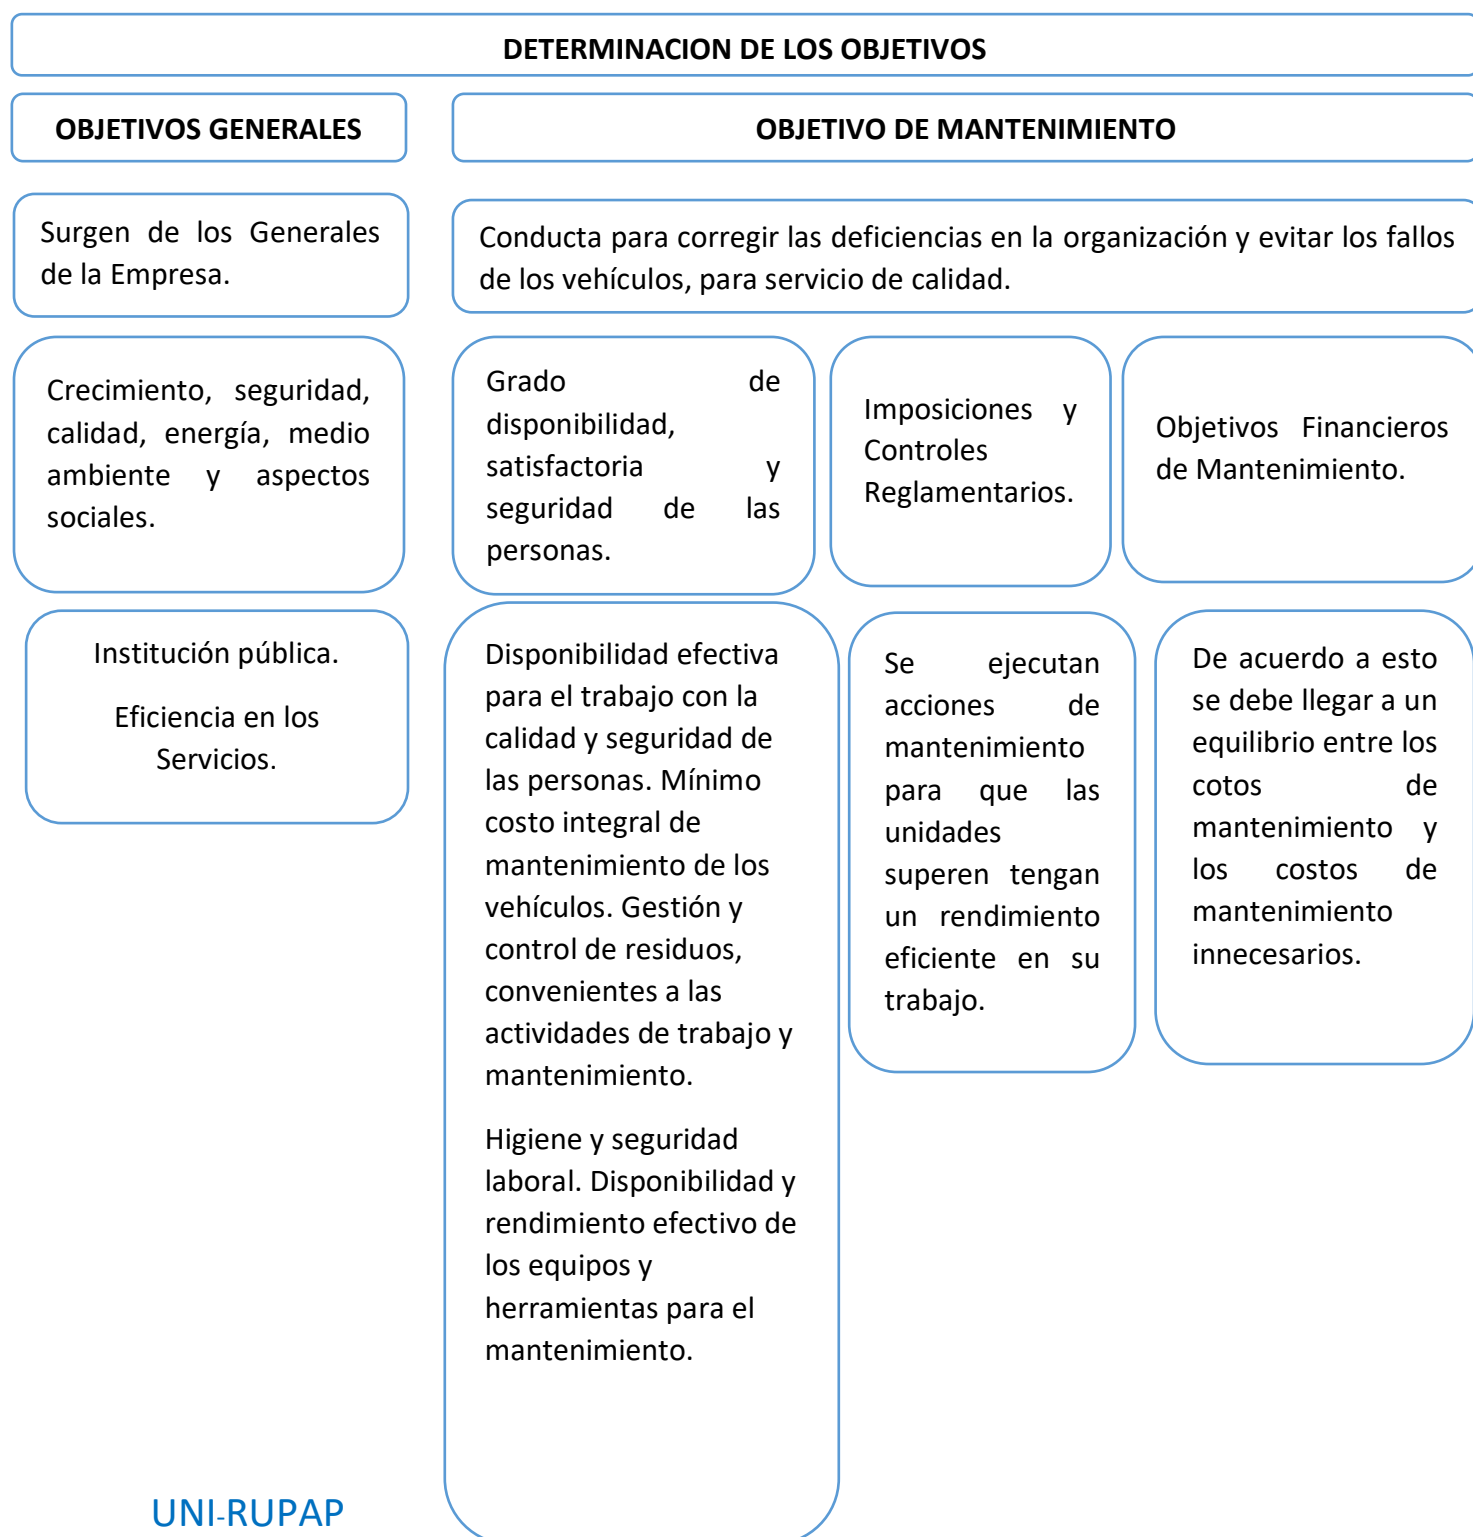 DETERMINACION DE LOS OBJETIVOS
OBJETIVOS GENERALES
OBJETIVO DE MANTENIMIENTO
Surgen de los Generales
de la Empresa.
Conducta para corregir las deficiencias en la organización y evitar los fallos
de los vehículos, para servicio de calidad.
Crecimiento, seguridad,
calidad, energía, medio
ambiente y aspectos
sociales.
Grado de
disponibilidad,
satisfactoria y
seguridad de las
personas.
Imposiciones y
Controles
Reglamentarios.
Objetivos Financieros
de Mantenimiento.
Institución pública.
Eficiencia en los
Servicios.
Disponibilidad efectiva
para el trabajo con la
calidad y seguridad de
las personas. Mínimo
costo integral de
mantenimiento de los
vehículos. Gestión y
control de residuos,
convenientes a las
actividades de trabajo y
mantenimiento.
Higiene y seguridad
laboral. Disponibilidad y
rendimiento efectivo de
los equipos y
herramientas para el
mantenimiento.
Se ejecutan
acciones de
mantenimiento
para que las
unidades
superen tengan
un rendimiento
eficiente en su
trabajo.
De acuerdo a esto
se debe llegar a un
equilibrio entre los
cotos de
mantenimiento y
los costos de
mantenimiento
innecesarios.
UNI-RUPAP